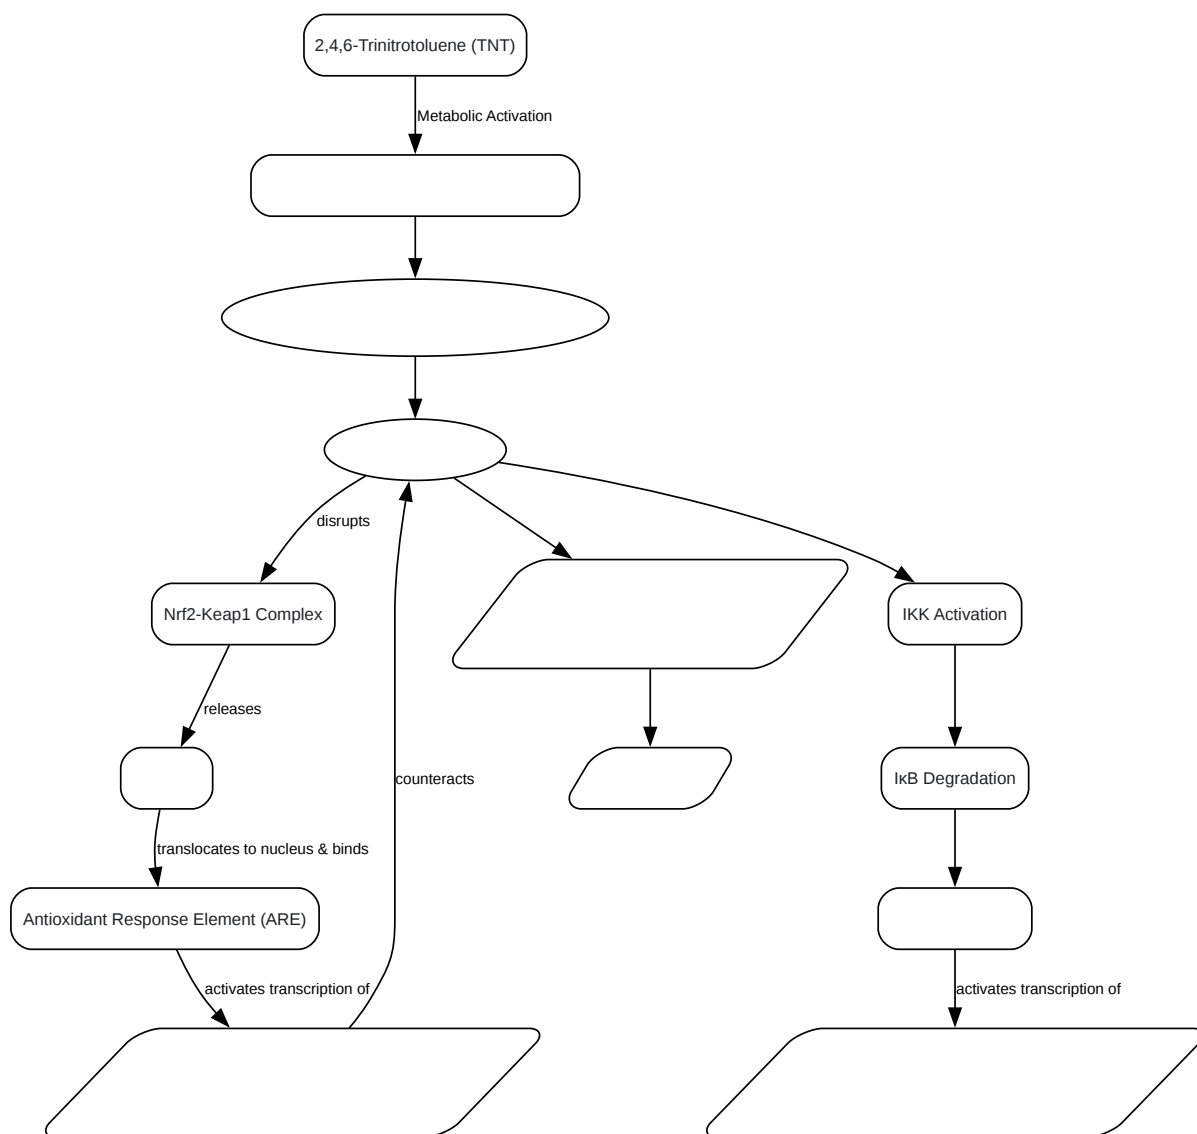 2,4,6-Trinitrotoluene (TNT)
Metabolic Activation
disrupts
Nrf2-Keap1 Complex
IKK Activation
releases
counteracts
IκB Degradation
translocates to nucleus & binds
Antioxidant Response Element (ARE)
activates transcription of
activates transcription of